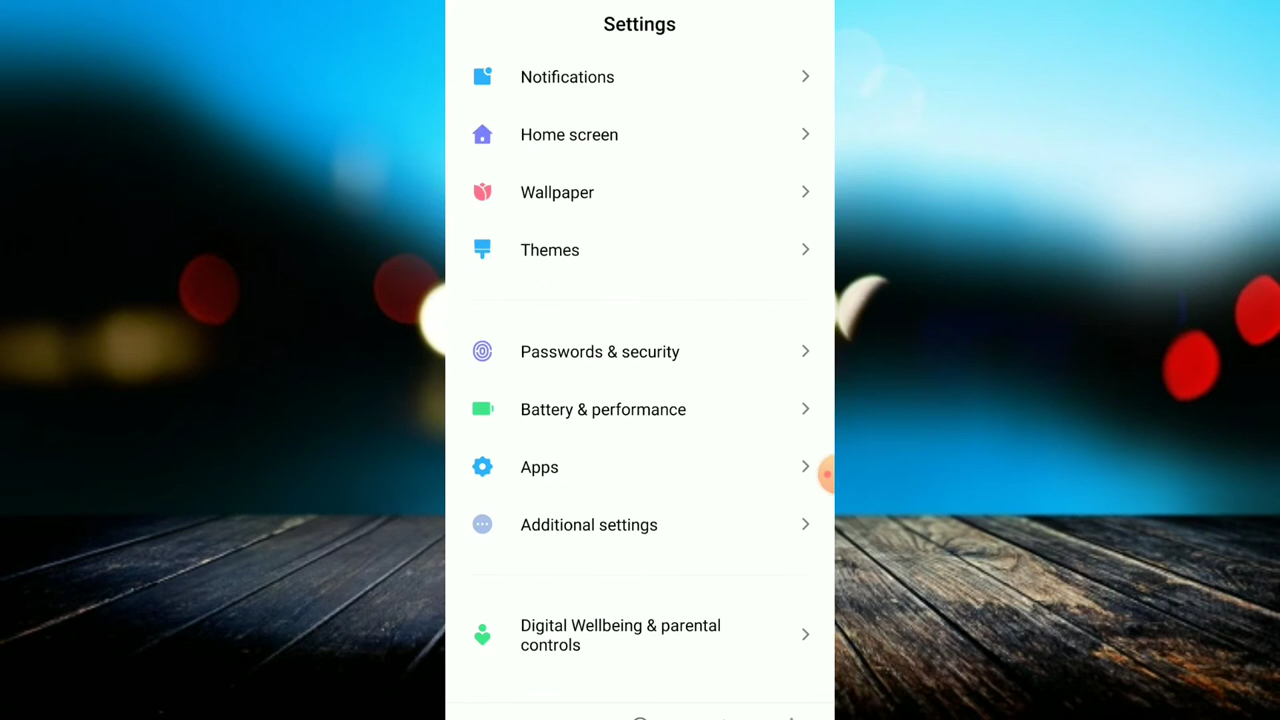 Settings
Notifications
Home screen
Wallpaper
Themes
Passwords & security
Battery & performance
Apps
Additional settings
Digital Wellbeing & parental
controls